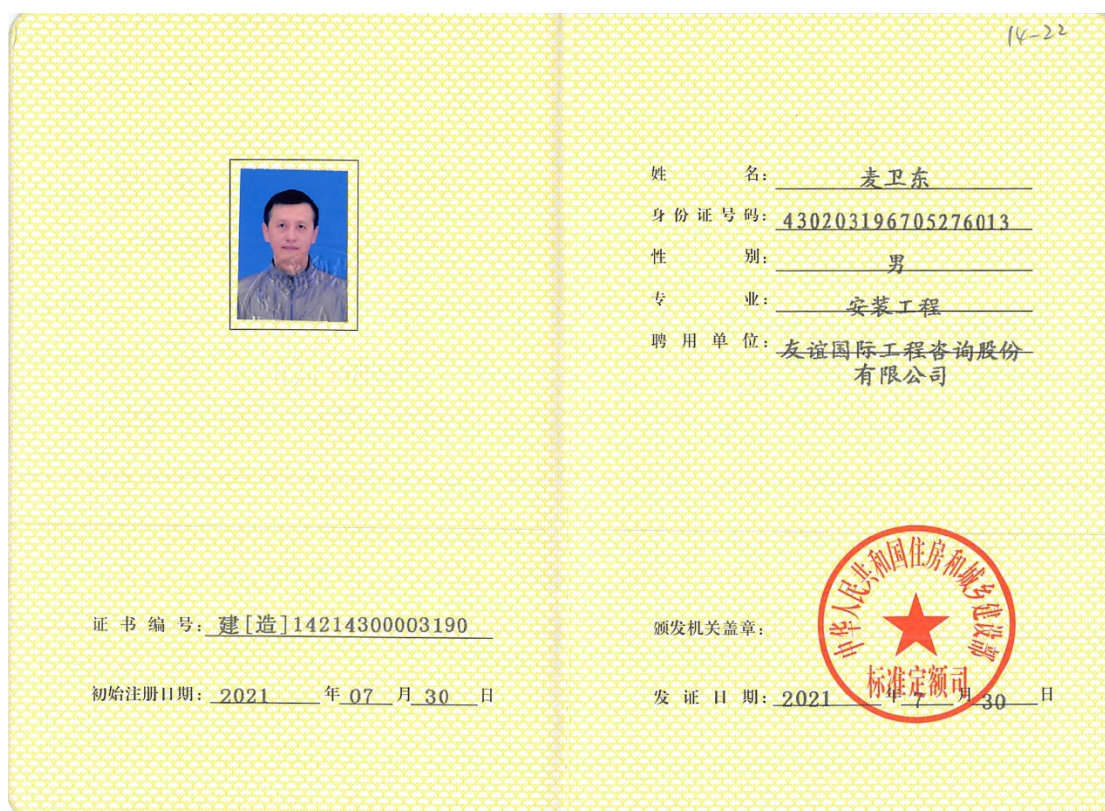 14-22
姓 名: 麦卫东
身份证号码: 430203196705276013
性 别: 男
专 业: 安装工程
聘用单位: 友谊国际工程咨询股份
有限公司
证书编号: 建[造]14214300003190
初始注册日期: 2021 年 07 月 30 日
颁发机关盖章:
中华人民共和国住房和城乡建设部
标准定额司
发证日期: 2021 年 7 月 30 日